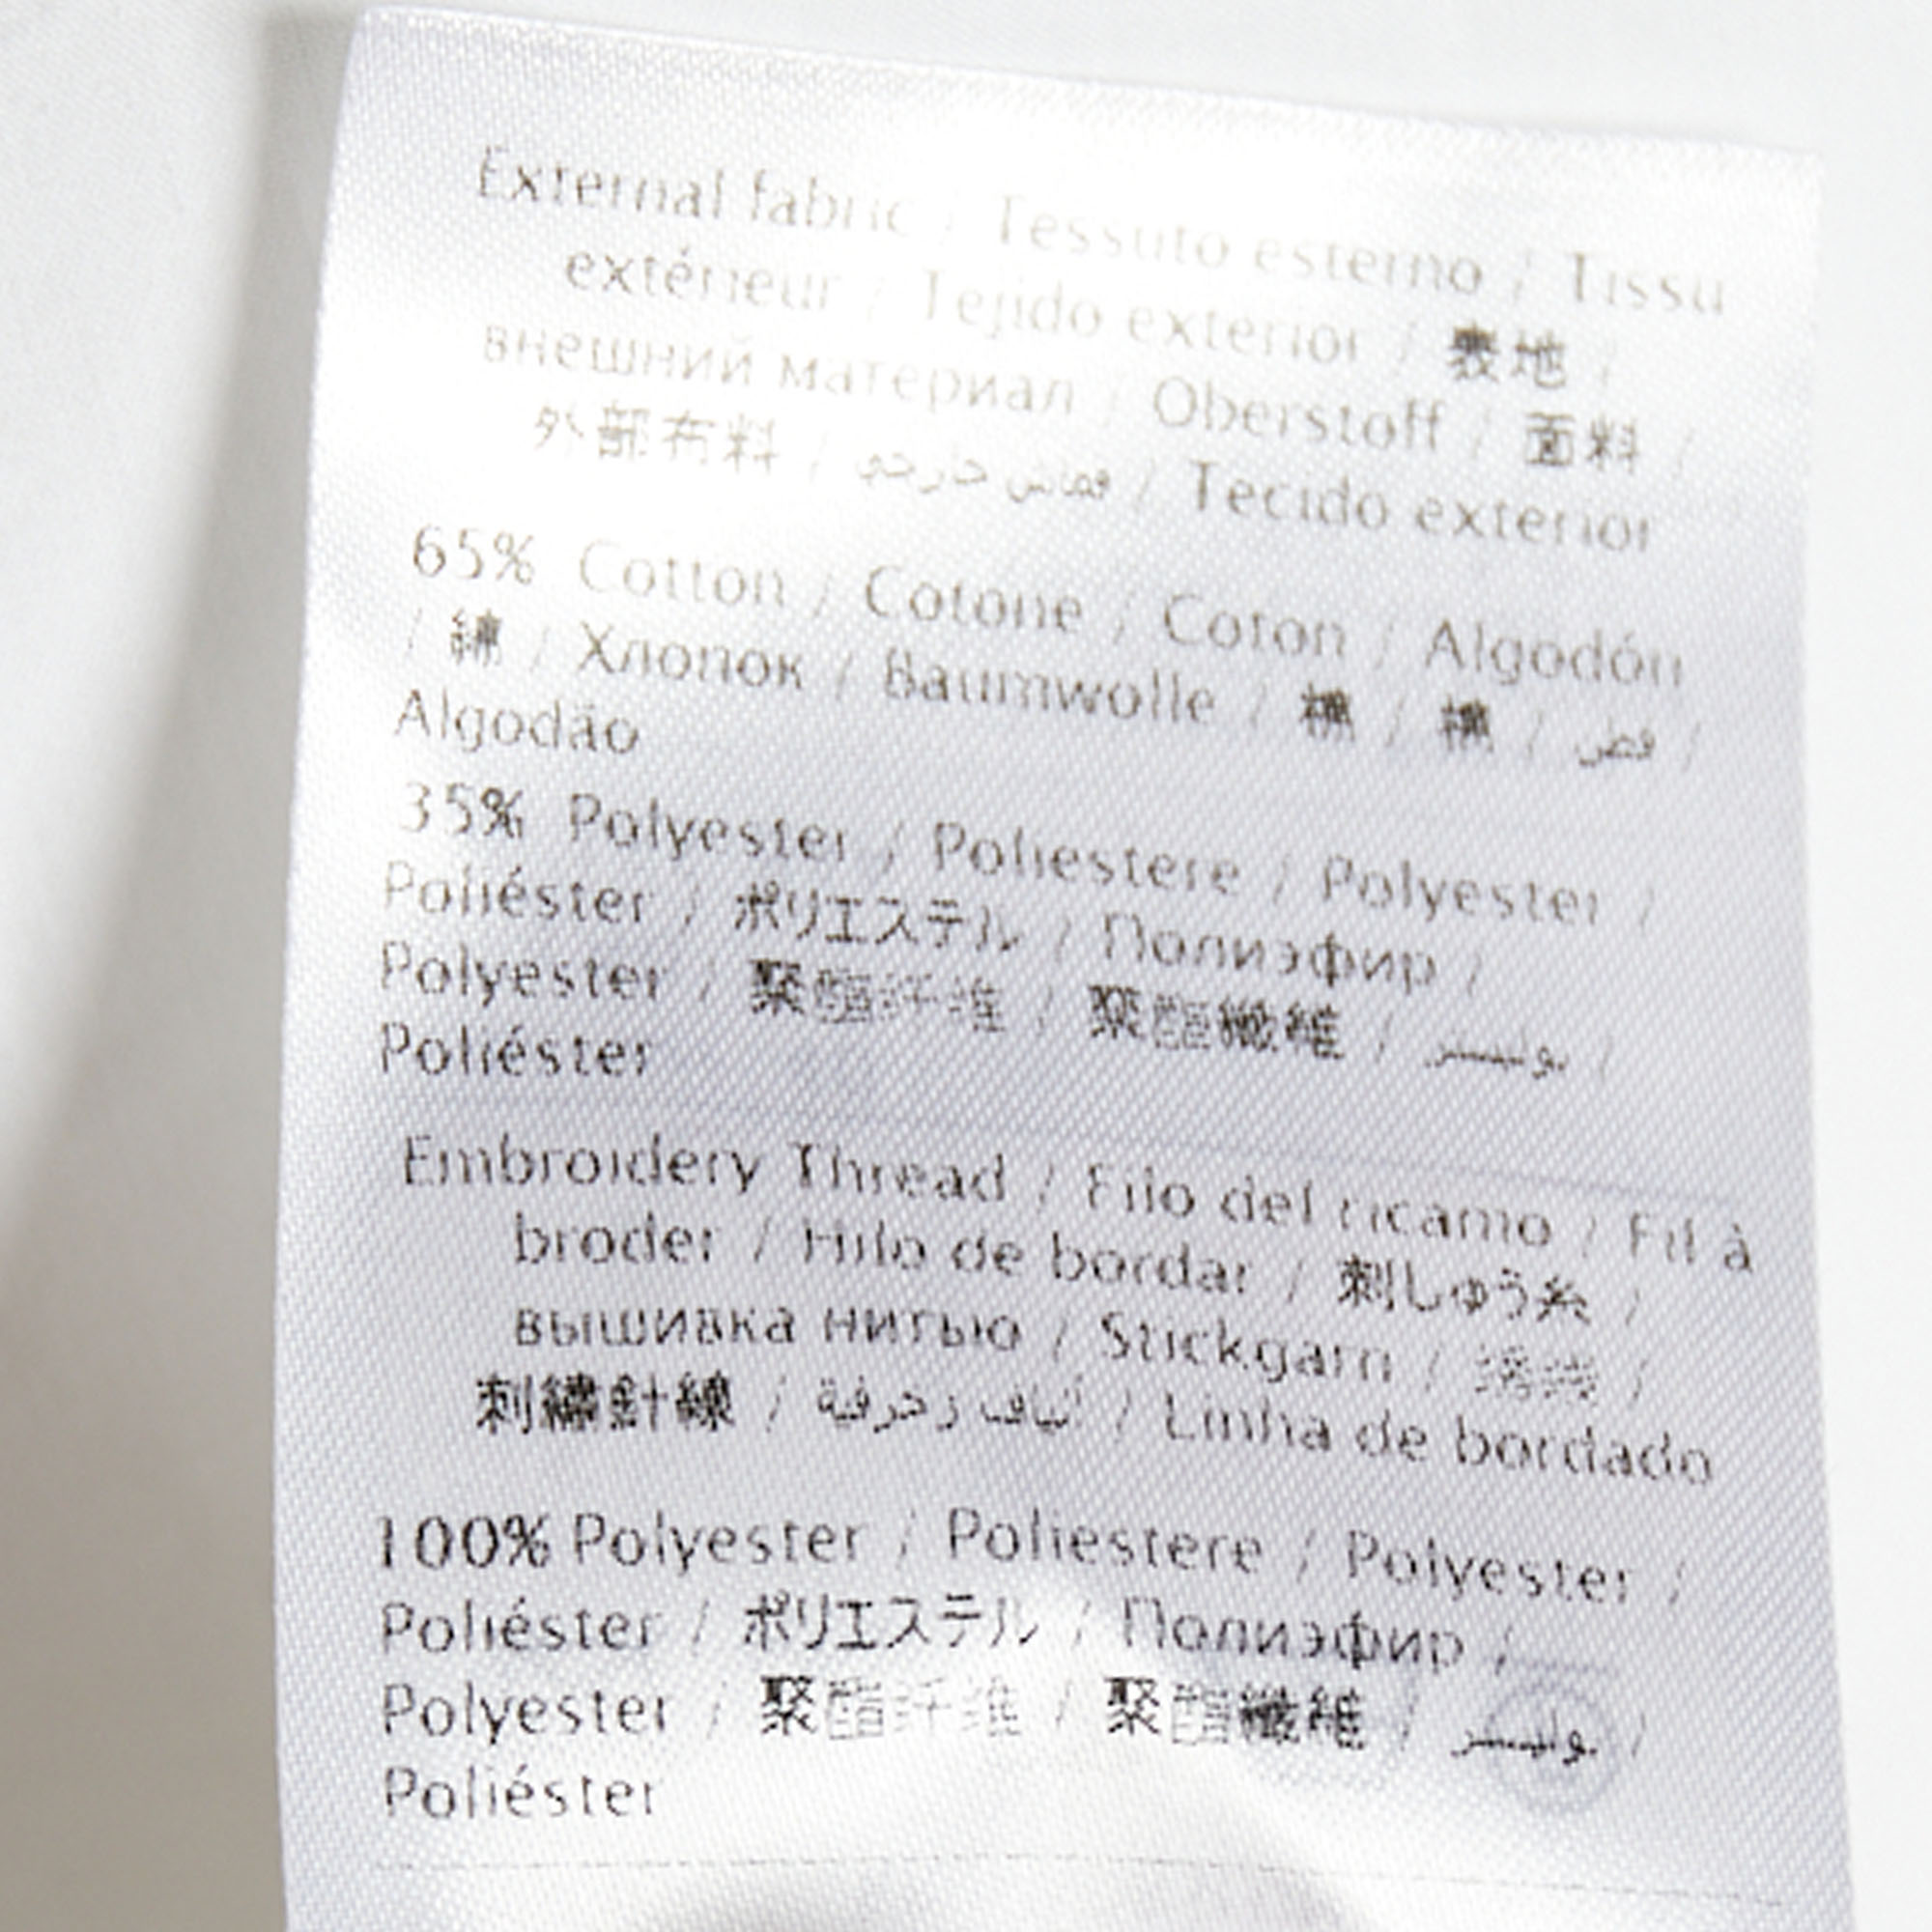 External fabric / Tessuto esterno / Tissu
extérieur / Tejido exterior / 表地 /
внешний материал / Oberstoff / 面料 /
外部布料 / قماش خارجي / Tecido exterior
65% Cotton / Cotone / Coton / Algodón
/ 綿 / Хлопок / Baumwolle / 棉 / 棉 / قطن /
Algodão
35% Polyester / Poliestere / Polyester /
Poliéster / ポリエステル / Полиэфир /
Polyester / 聚酯纤维 / 聚酯纖維 / بوليستر /
Poliéster
Embroidery Thread / Filo del ricamo / Fil à
broder / Hilo de bordar / 刺しゅう糸 /
вышивка нитью / Stickgarn / 绣线 /
刺繡針線 / ألياف زخرفية / Linha de bordado
100% Polyester / Poliestere / Polyester /
Poliéster / ポリエステル / Полиэфир /
Polyester / 聚酯纤维 / 聚酯纖維 / بوليستر /
Poliéster